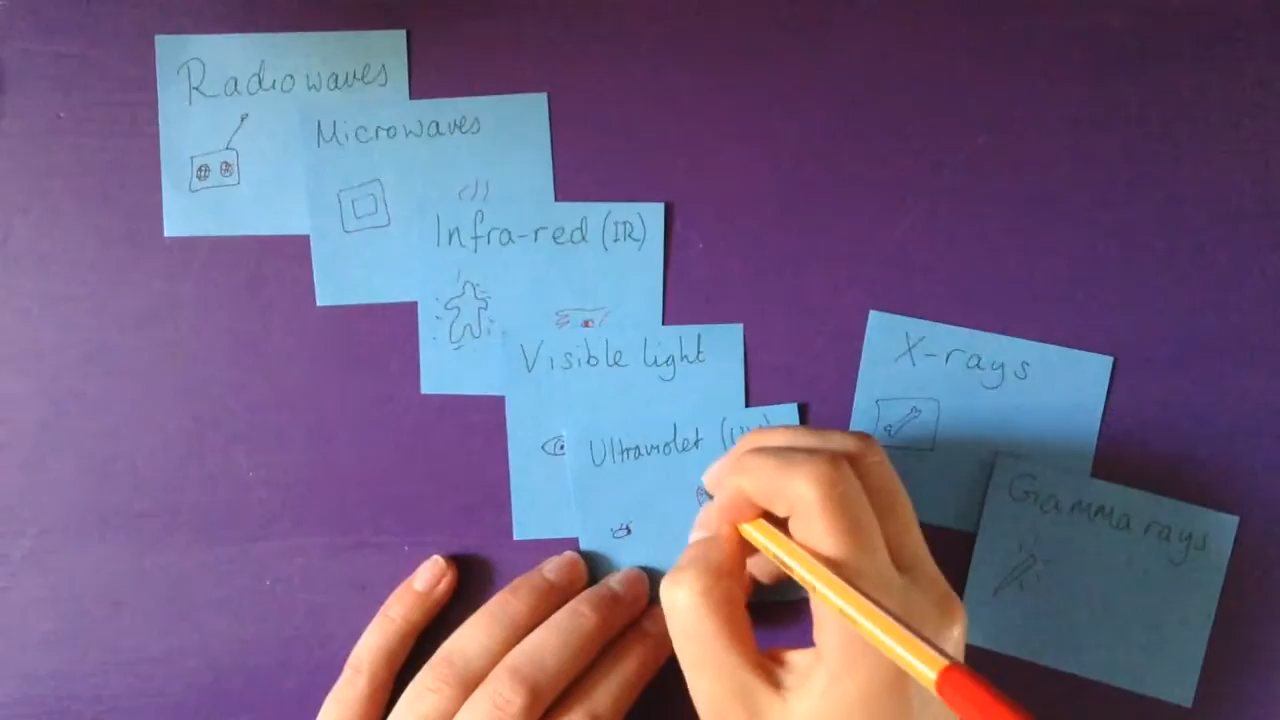 Radiowaves
Microwaves
Infra-red (IR)
Visible light
Ultraviolet
X-rays
Gamma rays